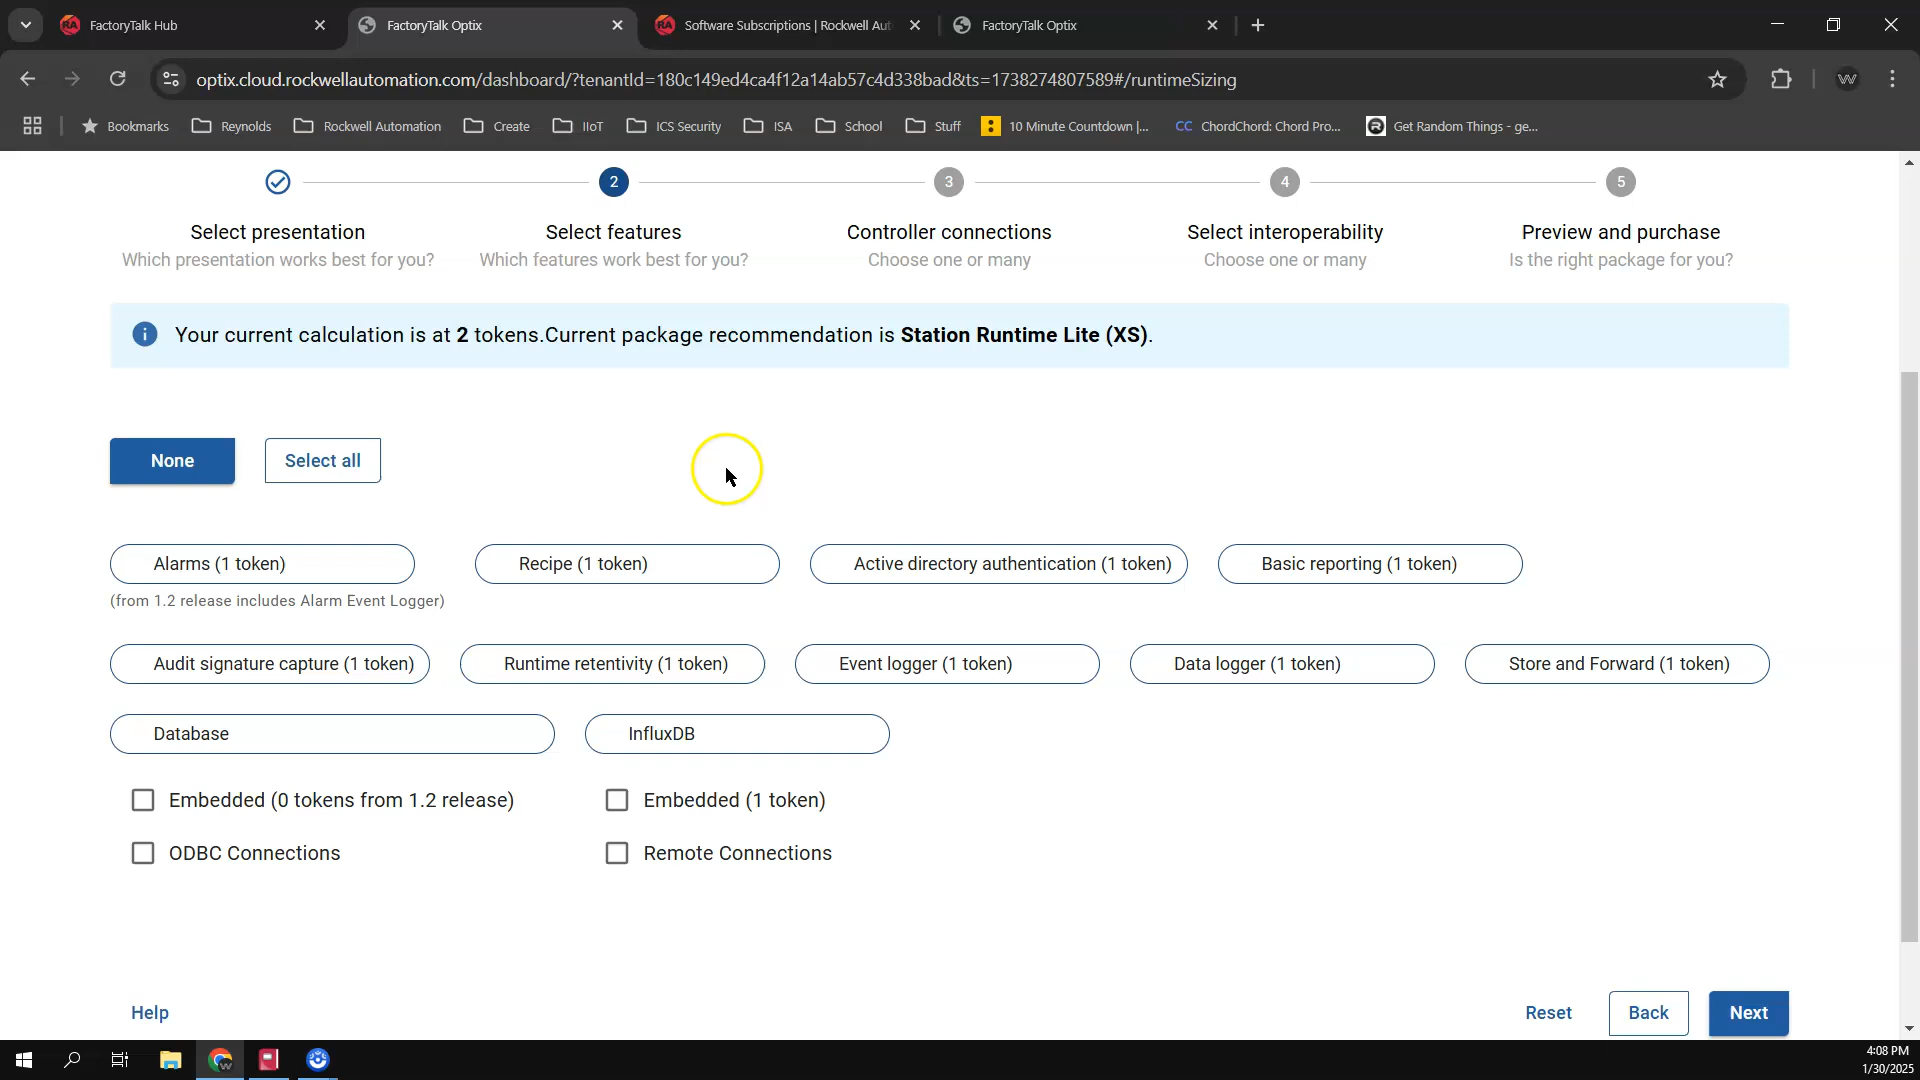 FactoryTalk Hub
FactoryTalk Optix
Software Subscriptions | Rockwell Aut
FactoryTalk Optix
optix.cloud.rockwellautomation.com/dashboard/?tenantId=180c149ed4ca4f12a14ab57c4d338bad&ts=1738274807589#/runtimeSizing
Bookmarks
Reynolds
Rockwell Automation
Create
IIoT
ICS Security
ISA
School
Stuff
10 Minute Countdown |...
CC ChordChord: Chord Pro...
Get Random Things - ge...
2
3
4
5
Select presentation
Select features
Controller connections
Select interoperability
Preview and purchase
Which presentation works best for you?
Which features work best for you?
Choose one or many
Choose one or many
Is the right package for you?
Your current calculation is at 2 tokens.Current package recommendation is Station Runtime Lite (XS).
None
Select all
Alarms (1 token)
Recipe (1 token)
Active directory authentication (1 token)
Basic reporting (1 token)
(from 1.2 release includes Alarm Event Logger)
Audit signature capture (1 token)
Runtime retentivity (1 token)
Event logger (1 token)
Data logger (1 token)
Store and Forward (1 token)
Database
InfluxDB
Embedded (0 tokens from 1.2 release)
Embedded (1 token)
ODBC Connections
Remote Connections
Help
Reset
Back
Next
4:08 PM
1/30/2025